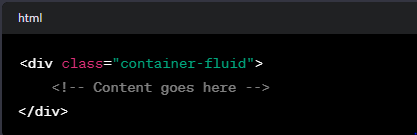 html
<div class="container-fluid">
    <!-- Content goes here -->
</div>